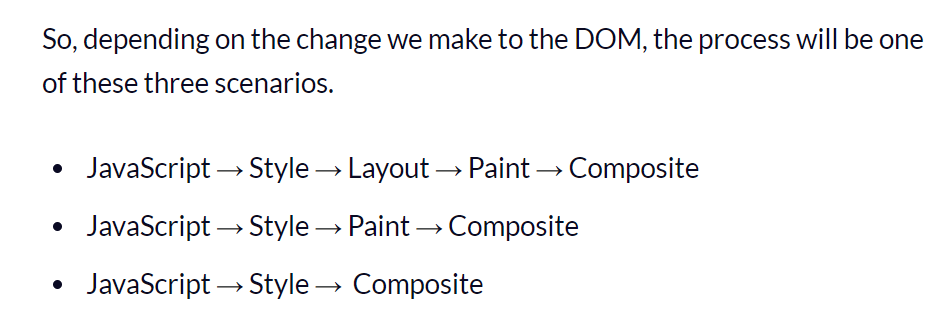 So, depending on the change we make to the DOM, the process will be one
of these three scenarios.
• JavaScript → Style → Layout → Paint → Composite
• JavaScript → Style → Paint → Composite
• JavaScript → Style → Composite